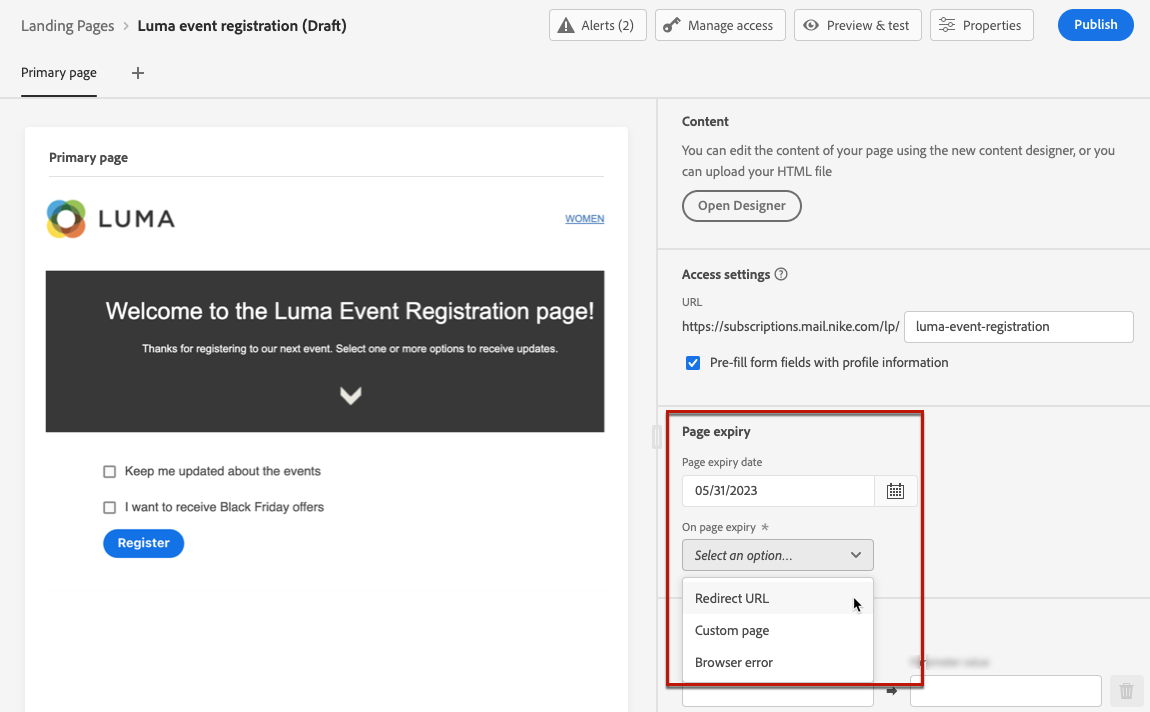 Landing Pages > Luma event registration (Draft)
Alerts (2)
Manage access
Preview & test
Properties
Publish
Primary page
Primary page
LUMA
WOMEN
Welcome to the Luma Event Registration page!
Thanks for registering to our next event. Select one or more options to receive updates.
Keep me updated about the events
I want to receive Black Friday offers
Register
Content
You can edit the content of your page using the new content designer, or you
can upload your HTML file
Open Designer
Access settings
URL
https://subscriptions.mail.nike.com/lp/ luma-event-registration
Pre-fill form fields with profile information
Page expiry
Page expiry date
05/31/2023
On page expiry *
Select an option...
Redirect URL
Custom page
Browser error